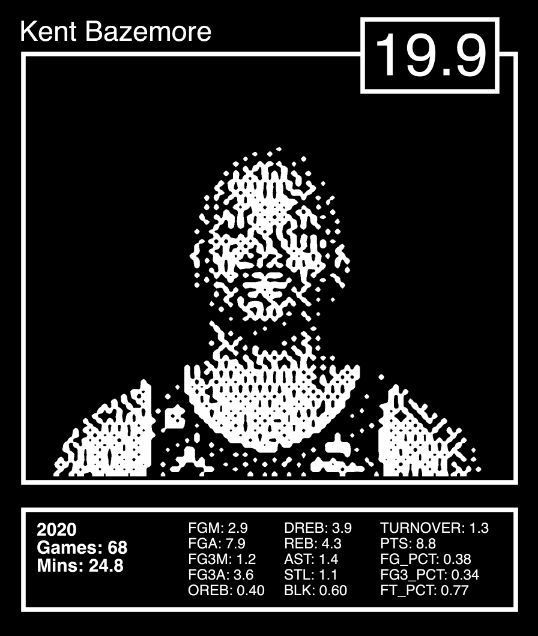 Kent Bazemore
19.9
2020
Games: 68
Mins: 24.8
FGM: 2.9
FGA: 7.9
FG3M: 1.2
FG3A: 3.6
OREB: 0.40
DREB: 3.9
REB: 4.3
AST: 1.4
STL: 1.1
BLK: 0.60
TURNOVER: 1.3
PTS: 8.8
FG_PCT: 0.38
FG3_PCT: 0.34
FT_PCT: 0.77